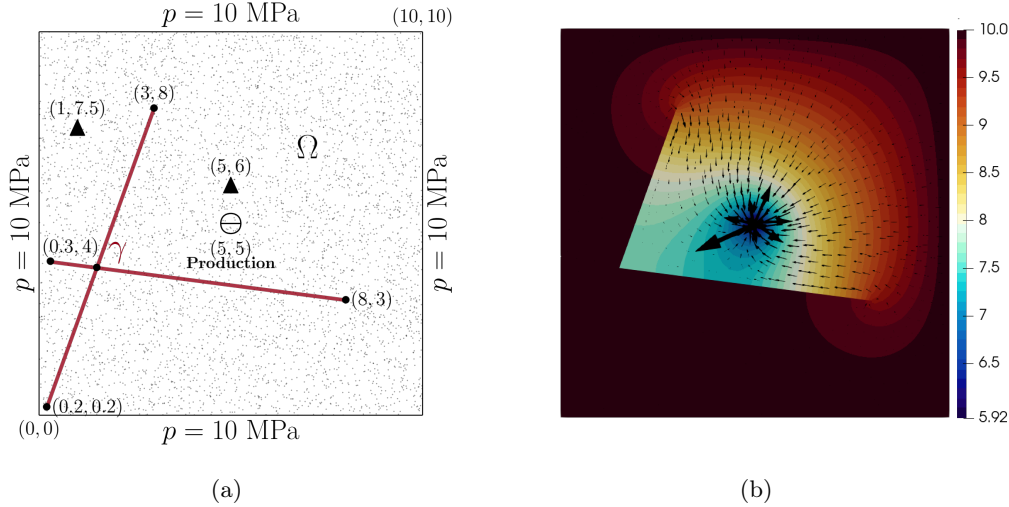 p = 10 MPa
(10, 10)
(3, 8)
(1, 7.5)
Ω
(5, 6)
p = 10 MPa
p = 10 MPa
(0.3, 4)
γ
(5, 5)
Production
(8, 3)
(0.2, 0.2)
(0, 0)
p = 10 MPa
(a)
10.0
9.5
9
8.5
8
7.5
7
6.5
5.92
(b)